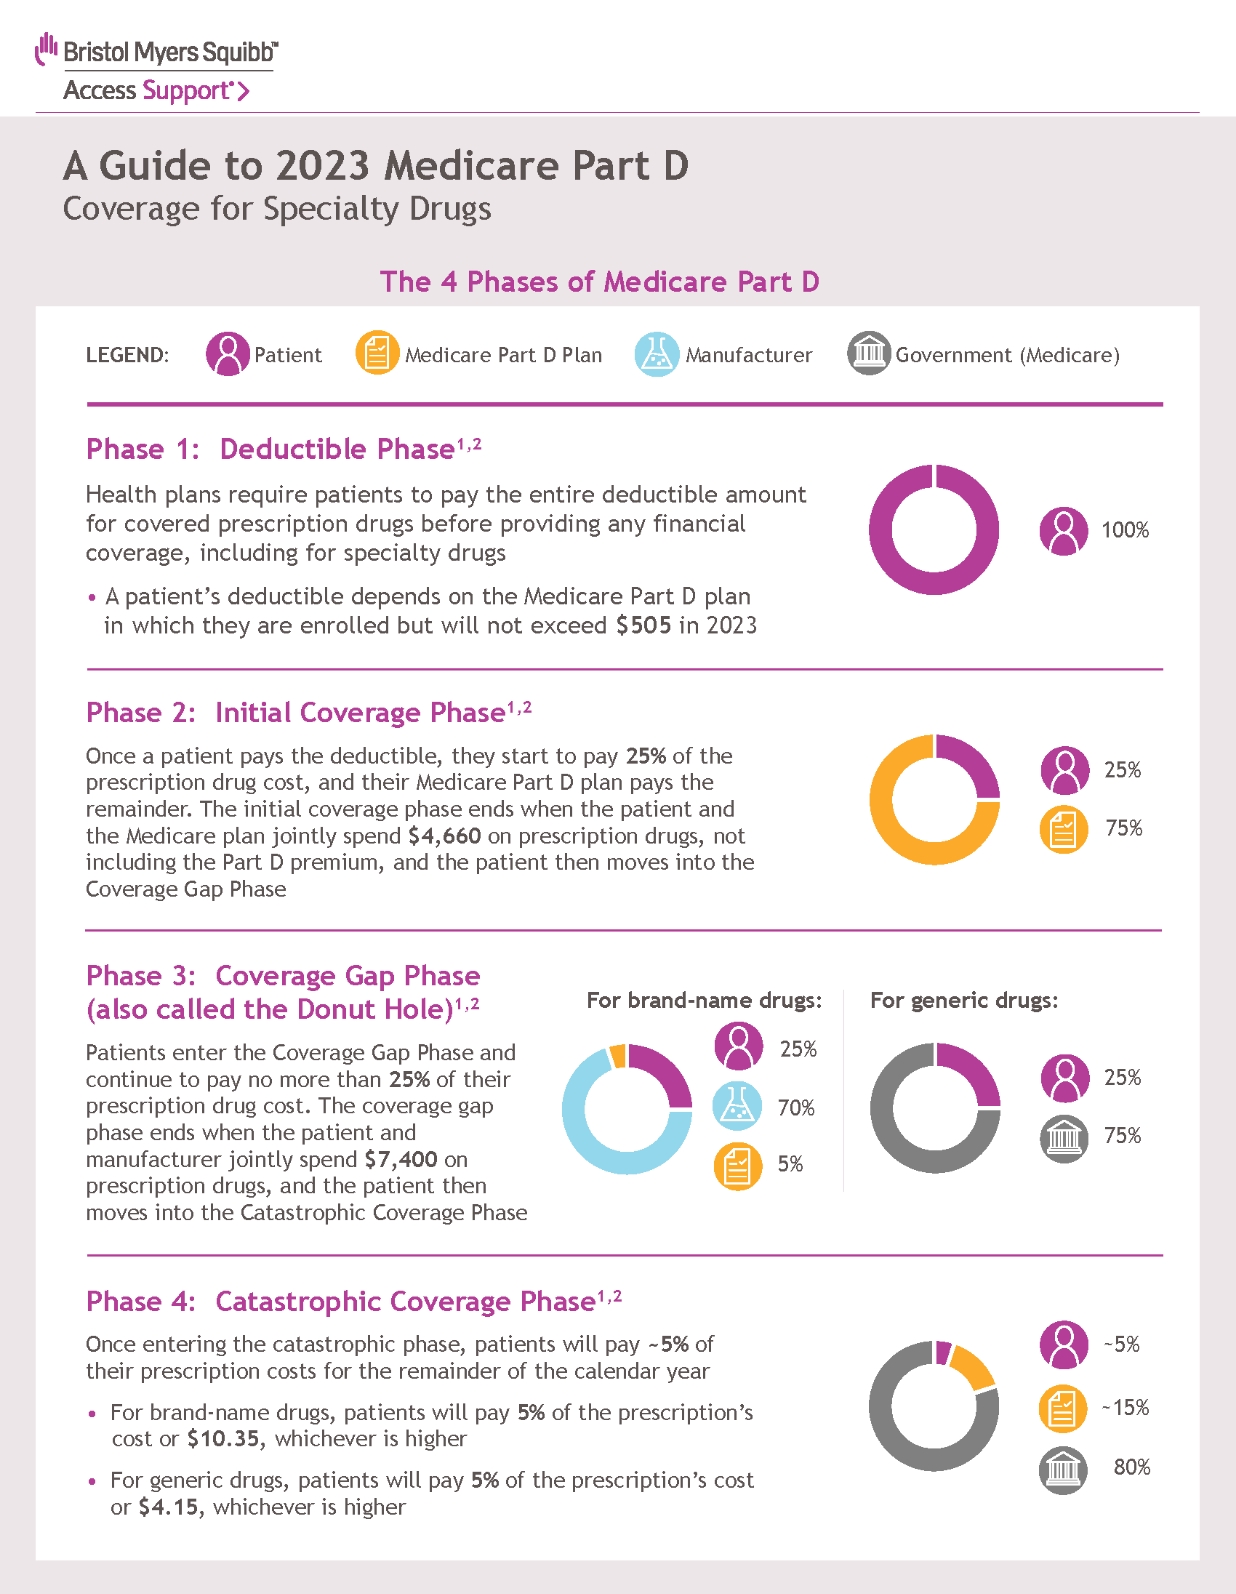 Bristol Myers Squibb™
Access Support®
A Guide to 2023 Medicare Part D
Coverage for Specialty Drugs
The 4 Phases of Medicare Part D
LEGEND: Patient Medicare Part D Plan Manufacturer Government (Medicare)
Phase 1: Deductible Phase¹,²
Health plans require patients to pay the entire deductible amount
for covered prescription drugs before providing any financial
coverage, including for specialty drugs
• A patient’s deductible depends on the Medicare Part D plan
in which they are enrolled but will not exceed $505 in 2023
100%
Phase 2: Initial Coverage Phase¹,²
Once a patient pays the deductible, they start to pay 25% of the
prescription drug cost, and their Medicare Part D plan pays the
remainder. The initial coverage phase ends when the patient and
the Medicare plan jointly spend $4,660 on prescription drugs, not
including the Part D premium, and the patient then moves into the
Coverage Gap Phase
25%
75%
Phase 3: Coverage Gap Phase
(also called the Donut Hole)¹,²
Patients enter the Coverage Gap Phase and
continue to pay no more than 25% of their
prescription drug cost. The coverage gap
phase ends when the patient and
manufacturer jointly spend $7,400 on
prescription drugs, and the patient then
moves into the Catastrophic Coverage Phase
For brand-name drugs:
25%
70%
5%
For generic drugs:
25%
75%
Phase 4: Catastrophic Coverage Phase¹,²
Once entering the catastrophic phase, patients will pay ~5% of
their prescription costs for the remainder of the calendar year
• For brand-name drugs, patients will pay 5% of the prescription’s
cost or $10.35, whichever is higher
• For generic drugs, patients will pay 5% of the prescription’s cost
or $4.15, whichever is higher
~5%
~15%
80%